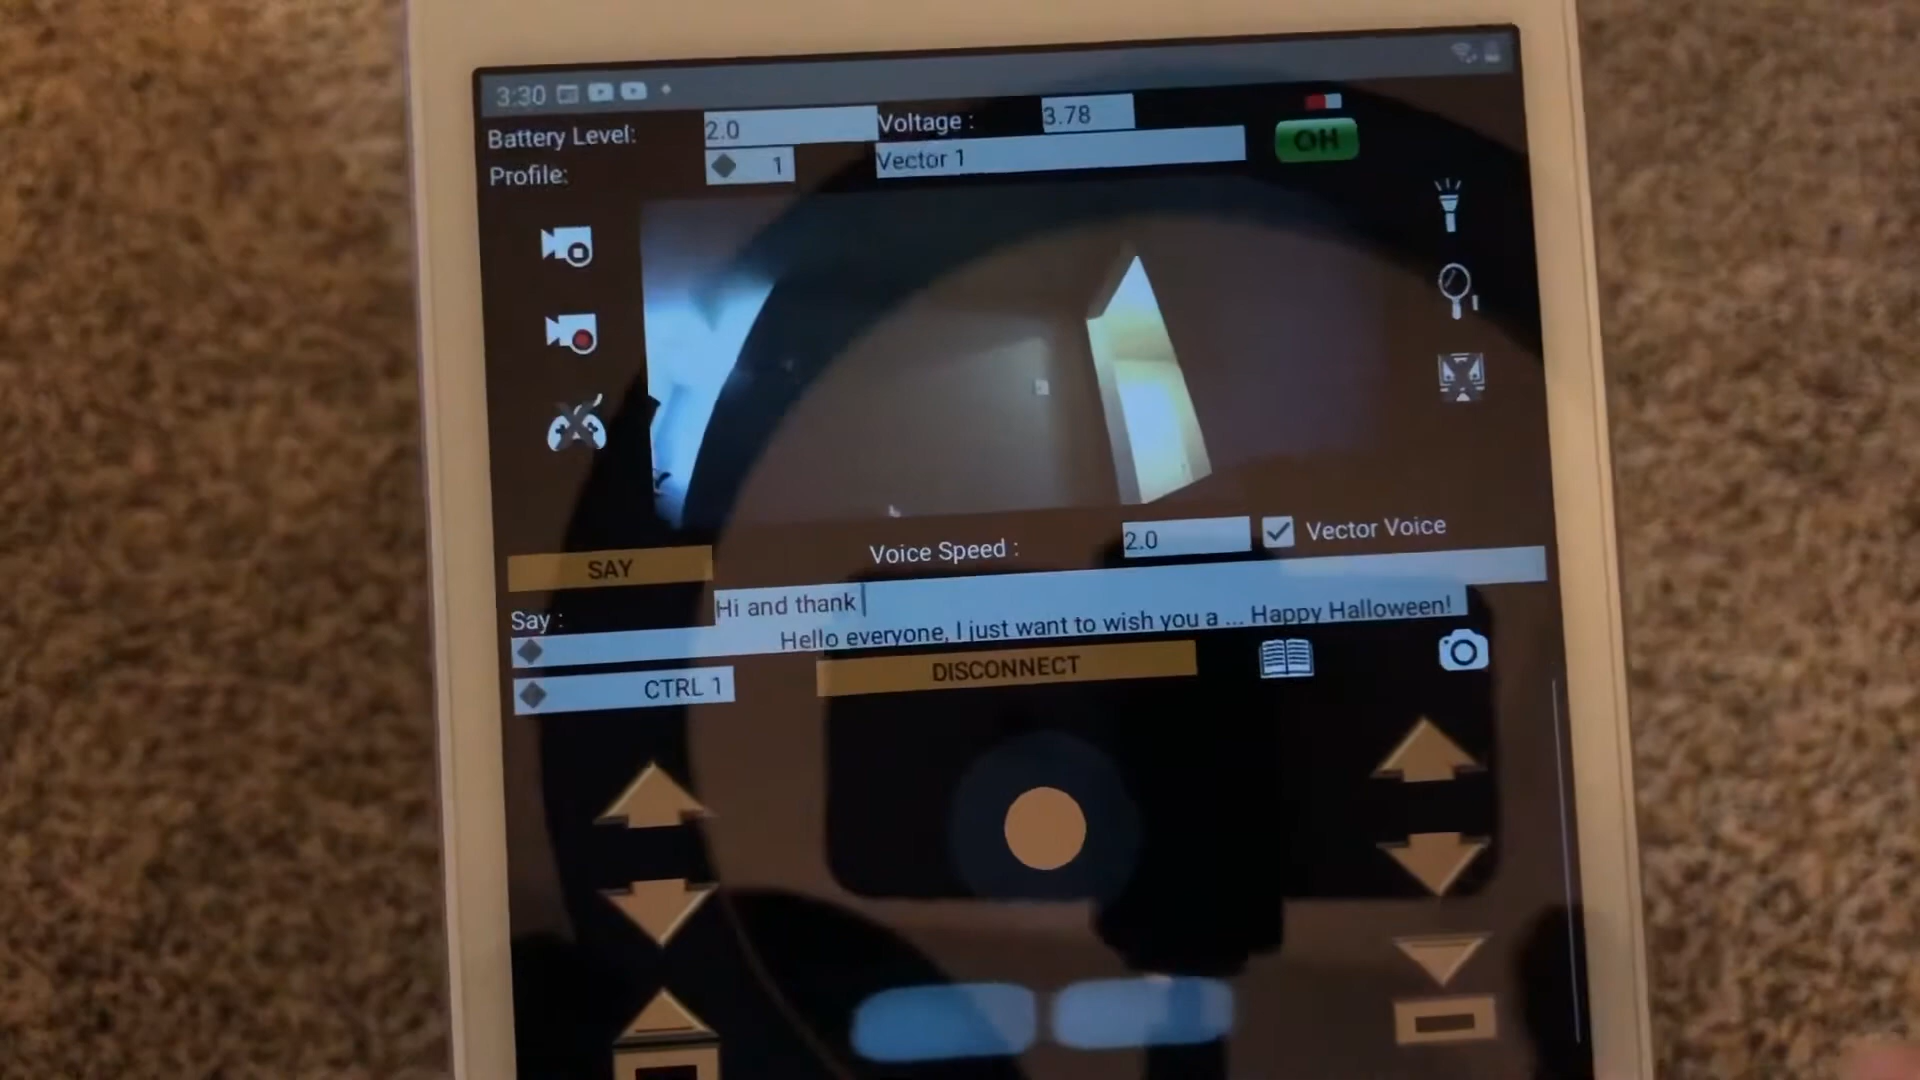 3:30
Battery Level: 2.0 Voltage : 3.78
Profile: 1 Vector 1 OH
Voice Speed : 2.0 Vector Voice
SAY
Say : Hi and thank
Hello everyone, I just want to wish you a ... Happy Halloween!
CTRL 1 DISCONNECT